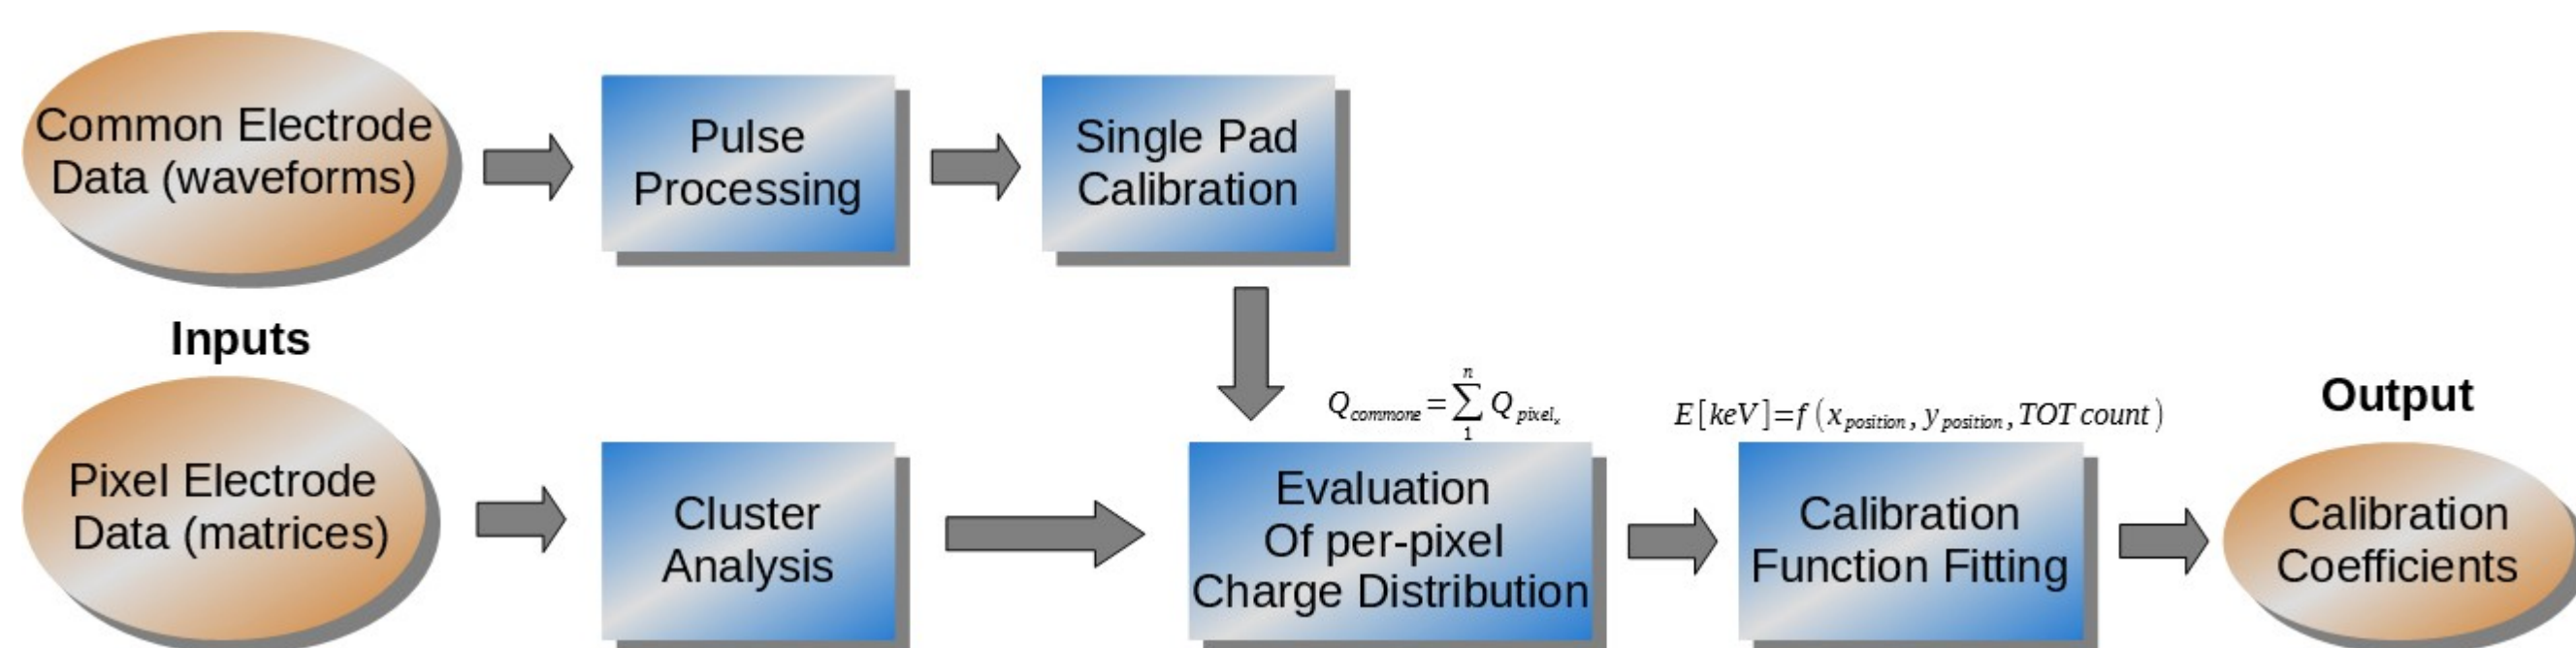 Common Electrode
Data (waveforms)
Pulse
Processing
Single Pad
Calibration
Inputs
Q_commone = ∑_1^n Q_pixel_x
E[keV]=f(x_position, y_position, TOT count)
Output
Pixel Electrode
Data (matrices)
Cluster
Analysis
Evaluation
Of per-pixel
Charge Distribution
Calibration
Function Fitting
Calibration
Coefficients